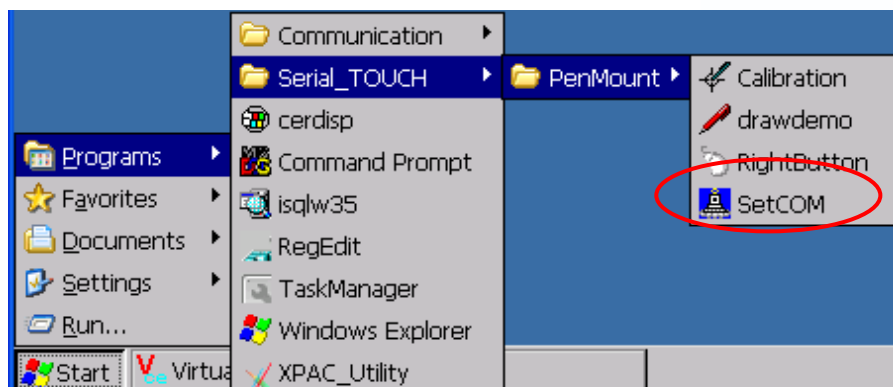 Communication
Serial_TOUCH
cerdisp
Command Prompt
isqlw35
RegEdit
TaskManager
Windows Explorer
XPAC_Utility
PenMount
Calibration
drawdemo
RightButton
SetCOM
Programs
Favorites
Documents
Settings
Run...
Start
Virtua